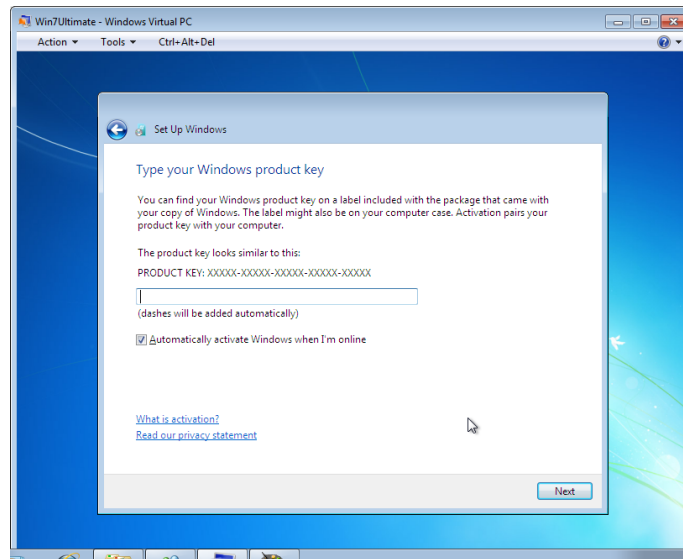 Win7Ultimate - Windows Virtual PC
Action Tools Ctrl+Alt+Del
Set Up Windows
Type your Windows product key
You can find your Windows product key on a label included with the package that came with
your copy of Windows. The label might also be on your computer case. Activation pairs your
product key with your computer.
The product key looks similar to this:
PRODUCT KEY: XXXXX-XXXXX-XXXXX-XXXXX-XXXXX
(dashes will be added automatically)
Automatically activate Windows when I'm online
What is activation?
Read our privacy statement
Next